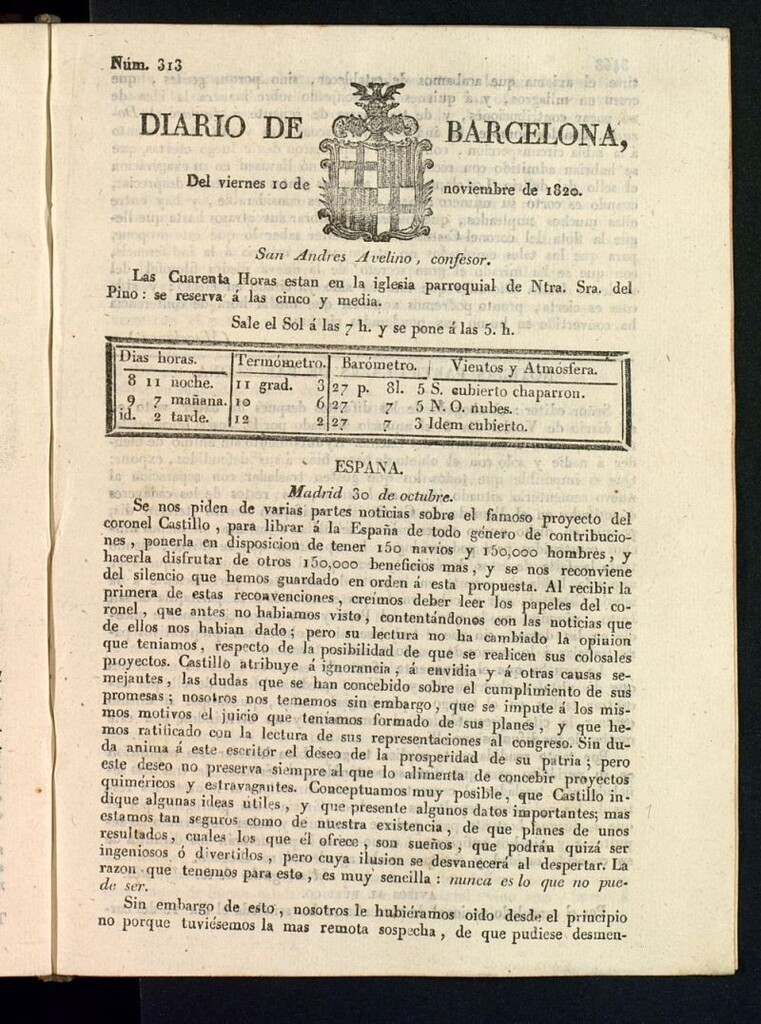 Núm. 313
DIARIO DE BARCELONA,
Del viernes 10 de noviembre de 1820.
San Andres Avelino, confesor.
Las Cuarenta Horas estan en la iglesia parroquial de Ntra. Sra. del
Pino: se reserva á las cinco y media.
Sale el Sol á las 7 h. y se pone á las 5. h.
Dias horas. Termómetro. Barómetro. Vientos y Atmósfera.
8 11 noche. 11 grad. 3 27 p. 8l. 5 S. cubierto chaparron.
9 7 mañana. 10 6 27 7 5 N. O. nubes.
id. 2 tarde. 12 2 27 7 3 Idem cubierto.
ESPANA.
Madrid 30 de octubre.
Se nos piden de varias partes noticias sobre el famoso proyecto del
coronel Castillo, para librar á la España de todo género de contribucio-
nes, ponerla en disposicion de tener 150 navíos y 150,000 hombres, y
hacerla disfrutar de otros 150,000 beneficios mas, y se nos reconviene
del silencio que hemos guardado en orden á esta propuesta. Al recibir la
primera de estas reconvenciones, creimos deber leer los papeles del co-
ronel, que antes no habiamos visto, contentándonos con las noticias que
de ellos nos habian dado; pero su lectura no ha cambiado la opinion
que teniamos, respecto de la posibilidad de que se realicen sus colosales
proyectos. Castillo atribuye á ignorancia, á envidia y á otras causas se-
mejantes, las dudas que se han concebido sobre el cumplimiento de sus
promesas; nosotros nos tememos sin embargo, que se impute á los mis-
mos motivos el juicio que teniamos formado de sus planes, y que he-
mos ratificado con la lectura de sus representaciones al congreso. Sin du-
da anima á este escritor el deseo de la prosperidad de su patria; pero
este deseo no preserva siempre al que lo alimenta de concebir proyectos
quiméricos y estravagantes. Conceptuamos muy posible, que Castillo in-
dique algunas ideas útiles, y que presente algunos datos importantes; mas
estamos tan seguros como de nuestra existencia, de que planes de unos
resultados, cuales los que él ofrece, son sueños, que podrán quizá ser
ingeniosos ó divertidos, pero cuya ilusion se desvanecerá al despertar. La
razon que tenemos para esto, es muy sencilla: nunca es lo que no pue-
de ser.
Sin embargo de esto, nosotros le hubiéramos oido desde el principio
no porque tuviésemos la mas remota sospecha, de que pudiese desmen-